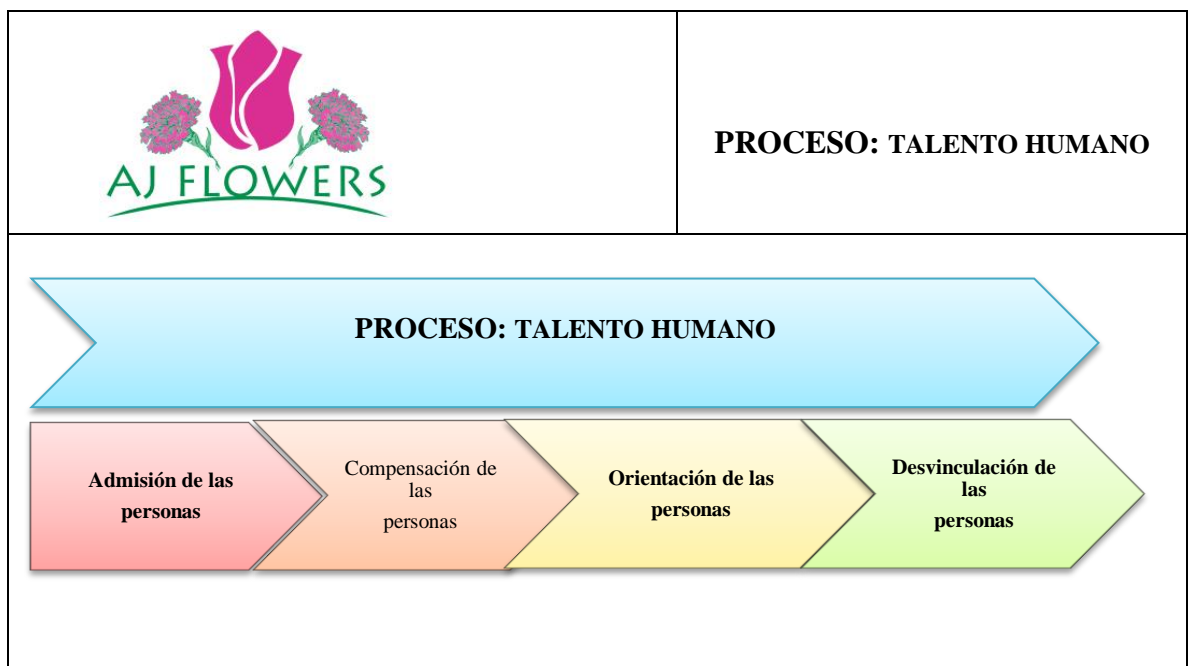 AJ FLOWERS
PROCESO: TALENTO HUMANO
PROCESO: TALENTO HUMANO
Admisión de las
personas
Compensación de
las
personas
Orientación de las
personas
Desvinculación de
las
personas